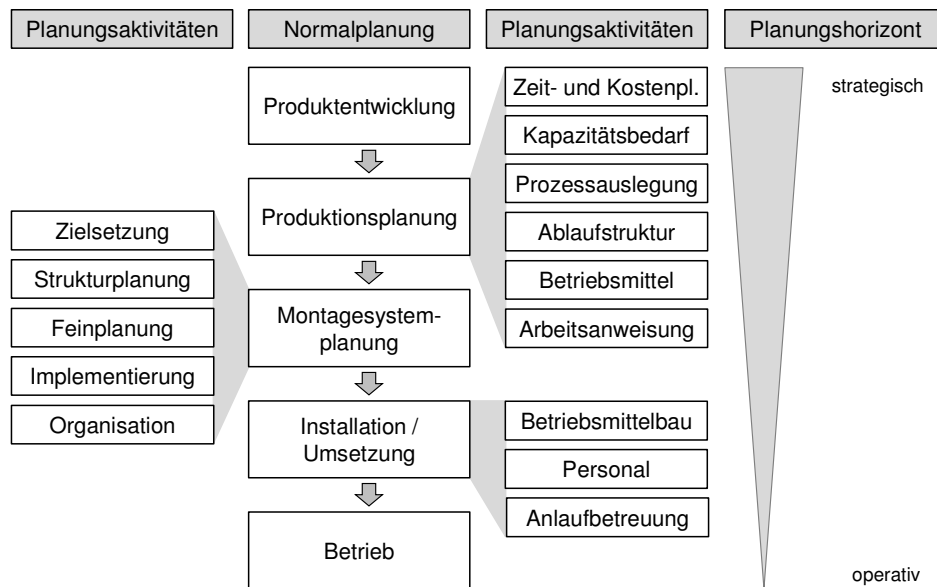 Planungsaktivitäten
Normalplanung
Planungsaktivitäten
Planungshorizont
Produktentwicklung
Produktionsplanung
Montagesystem-
planung
Installation /
Umsetzung
Betrieb
Zielsetzung
Strukturplanung
Feinplanung
Implementierung
Organisation
Zeit- und Kostenpl.
Kapazitätsbedarf
Prozessauslegung
Ablaufstruktur
Betriebsmittel
Arbeitsanweisung
Betriebsmittelbau
Personal
Anlaufbetreuung
strategisch
operativ